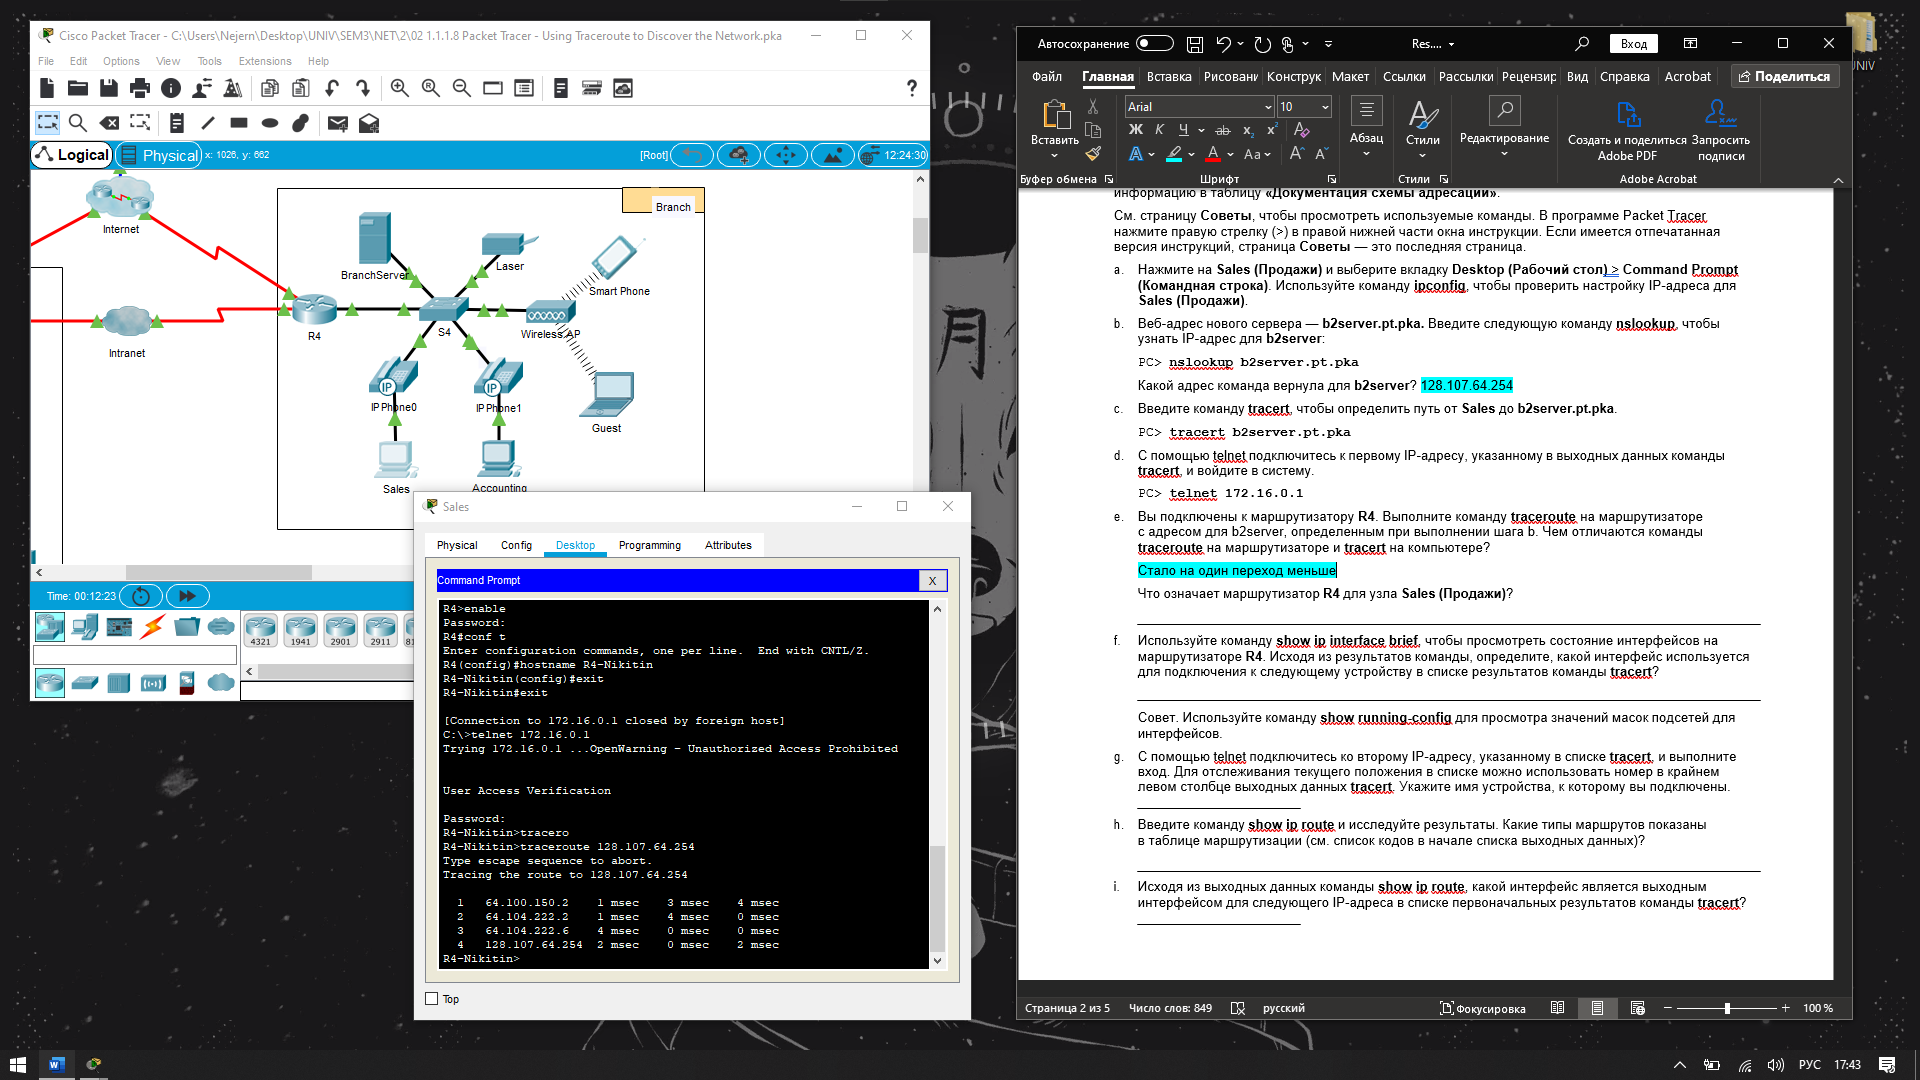 Cisco Packet Tracer - C:\Users\Nejern\Desktop\UNIV\SEM3\NET\2\02 1.1.1.8 Packet Tracer - Using Traceroute to Discover the Network.pka
File Edit Options View Tools Extensions Help
Logical
Physical
x: 1026, y: 662
[Root]
12:24:30
Branch
Internet
BranchServer
Laser
Smart Phone
R4
S4
Wireless AP
Intranet
IP
IP
IP Phone0
IP Phone1
Guest
Sales
Accounting
Time: 00:12:23
4321
1941
2901
2911
Sales
Physical Config Desktop Programming Attributes
Command Prompt
X
R4>enable
Password:
R4#conf t
Enter configuration commands, one per line. End with CNTL/Z.
R4(config)#hostname R4-Nikitin
R4-Nikitin(config)#exit
R4-Nikitin#exit
[Connection to 172.16.0.1 closed by foreign host]
C:\>telnet 172.16.0.1
Trying 172.16.0.1 ...OpenWarning - Unauthorized Access Prohibited
User Access Verification
Password:
R4-Nikitin>tracero
R4-Nikitin>traceroute 128.107.64.254
Type escape sequence to abort.
Tracing the route to 128.107.64.254
1 64.100.150.2 1 msec 3 msec 4 msec
2 64.104.222.2 1 msec 4 msec 0 msec
3 64.104.222.6 4 msec 0 msec 0 msec
4 128.107.64.254 2 msec 0 msec 2 msec
R4-Nikitin>
Top
月
UNIV
Автосохранение
Res....
Вход
Файл Главная Вставка Рисовани Конструк Макет Ссылки Рассылки Рецензир Вид Справка Acrobat
Поделиться
Вставить
Arial
10
Ж К Ч ab x₂ x²
A A Aa A A
Абзац
Стили
Редактирование
Создать и поделиться Adobe PDF
Запросить подписи
Буфер обмена Шрифт Стили Adobe Acrobat
информацию в таблицу «Документация схемы адресации».
См. страницу Советы, чтобы просмотреть используемые команды. В программе Packet Tracer
нажмите правую стрелку (>) в правой нижней части окна инструкции. Если имеется отпечатанная
версия инструкций, страница Советы — это последняя страница.
a. Нажмите на Sales (Продажи) и выберите вкладку Desktop (Рабочий стол) > Command Prompt
(Командная строка). Используйте команду ipconfig, чтобы проверить настройку IP-адреса для
Sales (Продажи).
b. Веб-адрес нового сервера — b2server.pt.pka. Введите следующую команду nslookup, чтобы
узнать IP-адрес для b2server:
PC> nslookup b2server.pt.pka
Какой адрес команда вернула для b2server? 128.107.64.254
c. Введите команду tracert, чтобы определить путь от Sales до b2server.pt.pka.
PC> tracert b2server.pt.pka
d. С помощью telnet подключитесь к первому IP-адресу, указанному в выходных данных команды
tracert, и войдите в систему.
PC> telnet 172.16.0.1
e. Вы подключены к маршрутизатору R4. Выполните команду traceroute на маршрутизаторе
с адресом для b2server, определенным при выполнении шага b. Чем отличаются команды
traceroute на маршрутизаторе и tracert на компьютере?
Стало на один переход меньше
Что означает маршрутизатор R4 для узла Sales (Продажи)?
f. Используйте команду show ip interface brief, чтобы просмотреть состояние интерфейсов на
маршрутизаторе R4. Исходя из результатов команды, определите, какой интерфейс используется
для подключения к следующему устройству в списке результатов команды tracert?
Совет. Используйте команду show running-config для просмотра значений масок подсетей для
интерфейсов.
g. С помощью telnet подключитесь ко второму IP-адресу, указанному в списке tracert, и выполните
вход. Для отслеживания текущего положения в списке можно использовать номер в крайнем
левом столбце выходных данных tracert. Укажите имя устройства, к которому вы подключены.
h. Введите команду show ip route и исследуйте результаты. Какие типы маршрутов показаны
в таблице маршрутизации (см. список кодов в начале списка выходных данных)?
i. Исходя из выходных данных команды show ip route, какой интерфейс является выходным
интерфейсом для следующего IP-адреса в списке первоначальных результатов команды tracert?
Страница 2 из 5 Число слов: 849 русский
Фокусировка
100 %
РУС 17:43